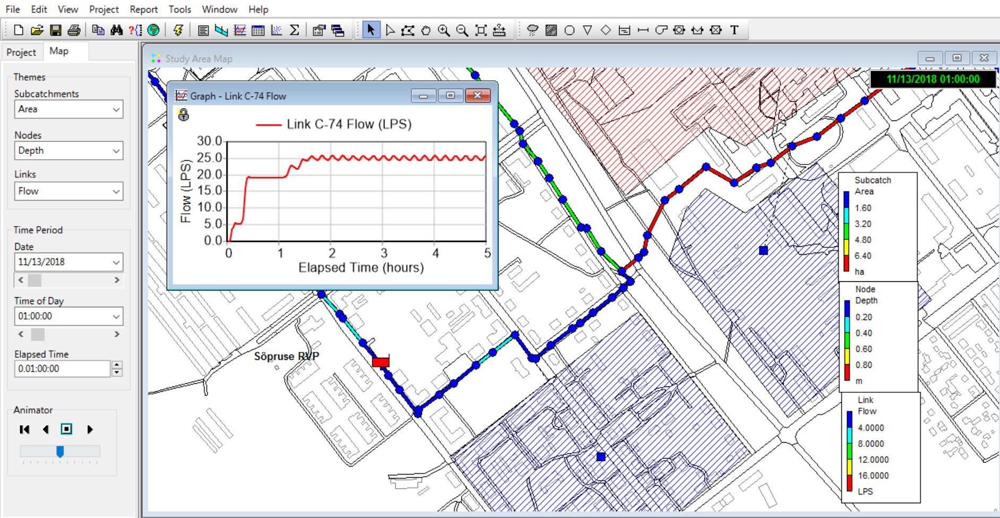 File Edit View Project Report Tools Window Help
?{}
T
Project Map
Themes
Subcatchments
Area
Nodes
Depth
Links
Flow
Time Period
Date
11/13/2018
Time of Day
01:00:00
Elapsed Time
0.01:00:00
Animator
Study Area Map
11/13/2018 01:00:00
Graph - Link C-74 Flow
Link C-74 Flow (LPS)
Flow (LPS)
30.0
25.0
20.0
15.0
10.0
5.0
0.0
0 1 2 3 4 5
Elapsed Time (hours)
Sõpruse RVP
Subcatch
Area
1.60
3.20
4.80
6.40
ha
Node
Depth
0.20
0.40
0.60
0.80
m
Link
Flow
4.0000
8.0000
12.0000
16.0000
LPS